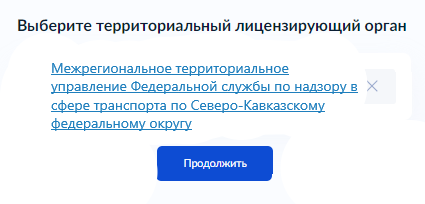 Выберите территориальный лицензирующий орган
Межрегиональное территориальное
управление Федеральной службы по надзору в
сфере транспорта по Северо-Кавказскому
федеральному округу
Продолжить